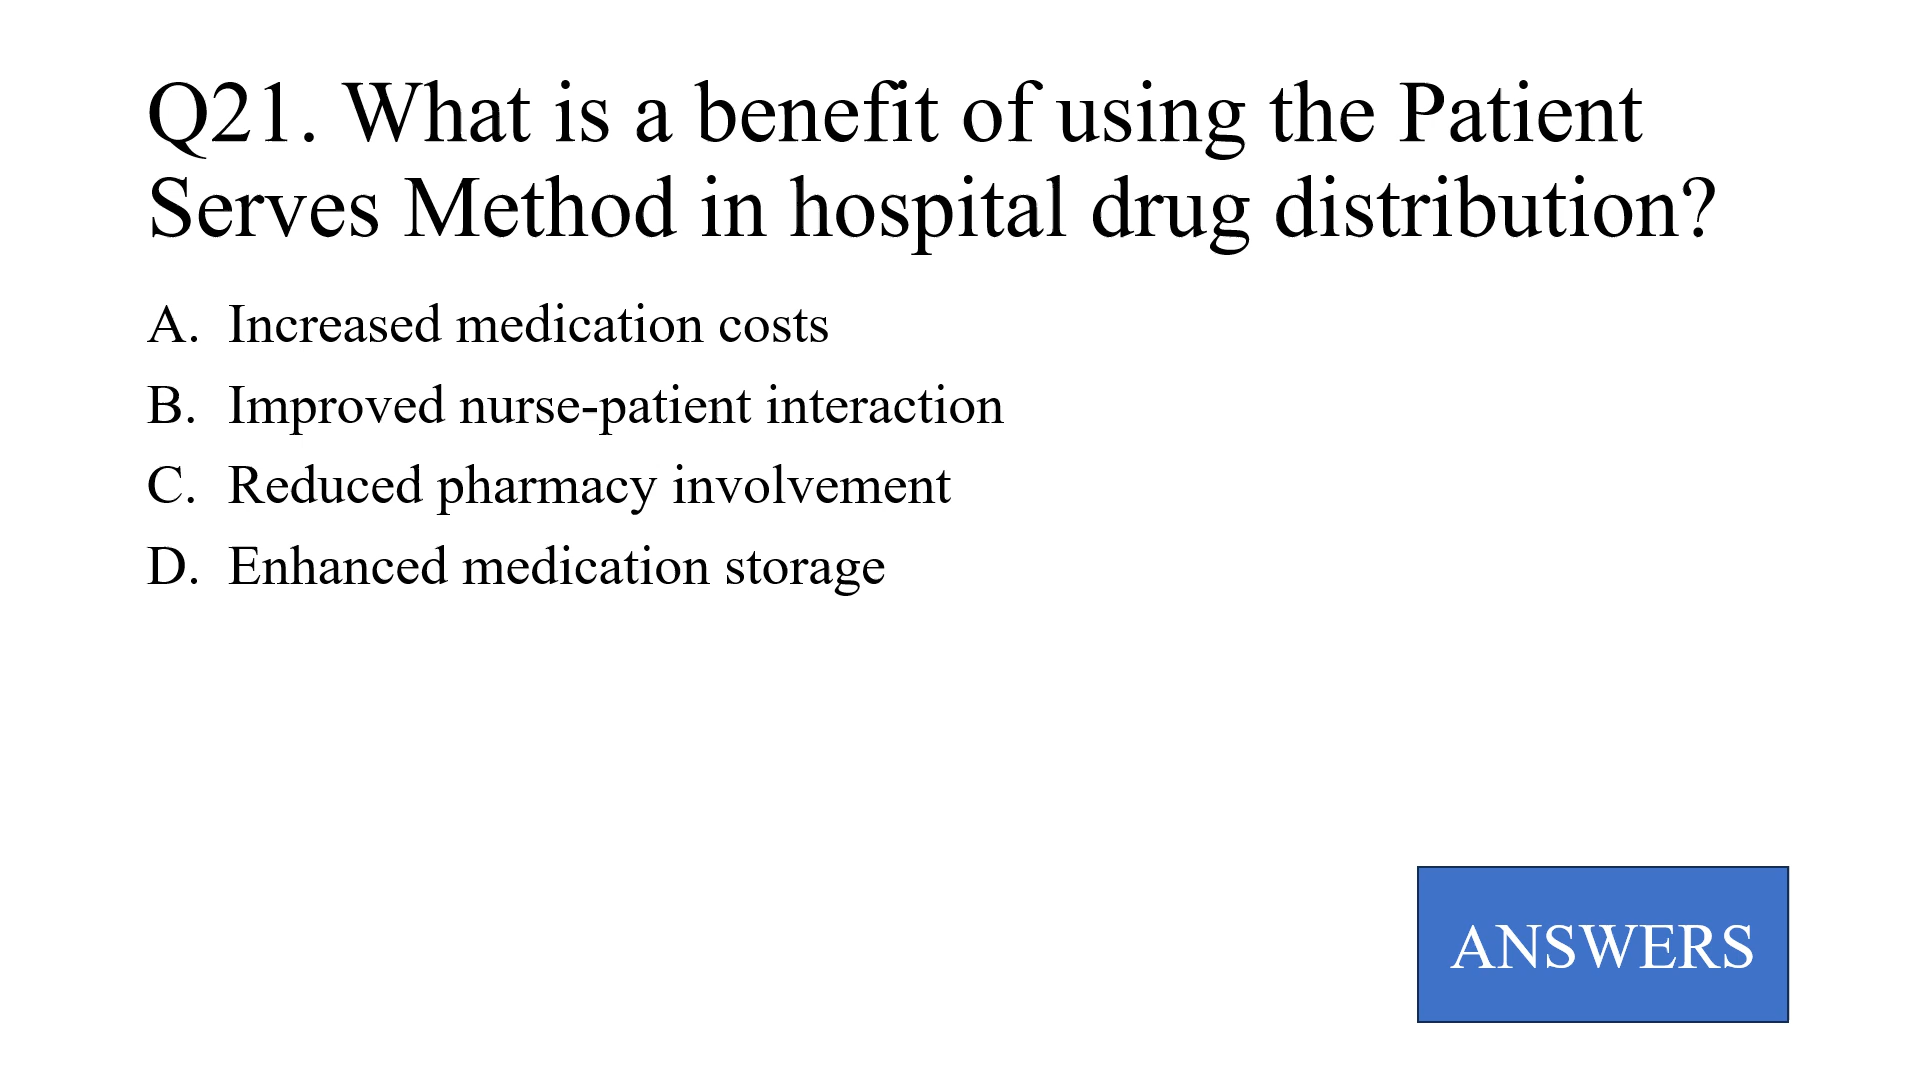 Q21. What is a benefit of using the Patient
Serves Method in hospital drug distribution?
A. Increased medication costs
B. Improved nurse-patient interaction
C. Reduced pharmacy involvement
D. Enhanced medication storage
ANSWERS